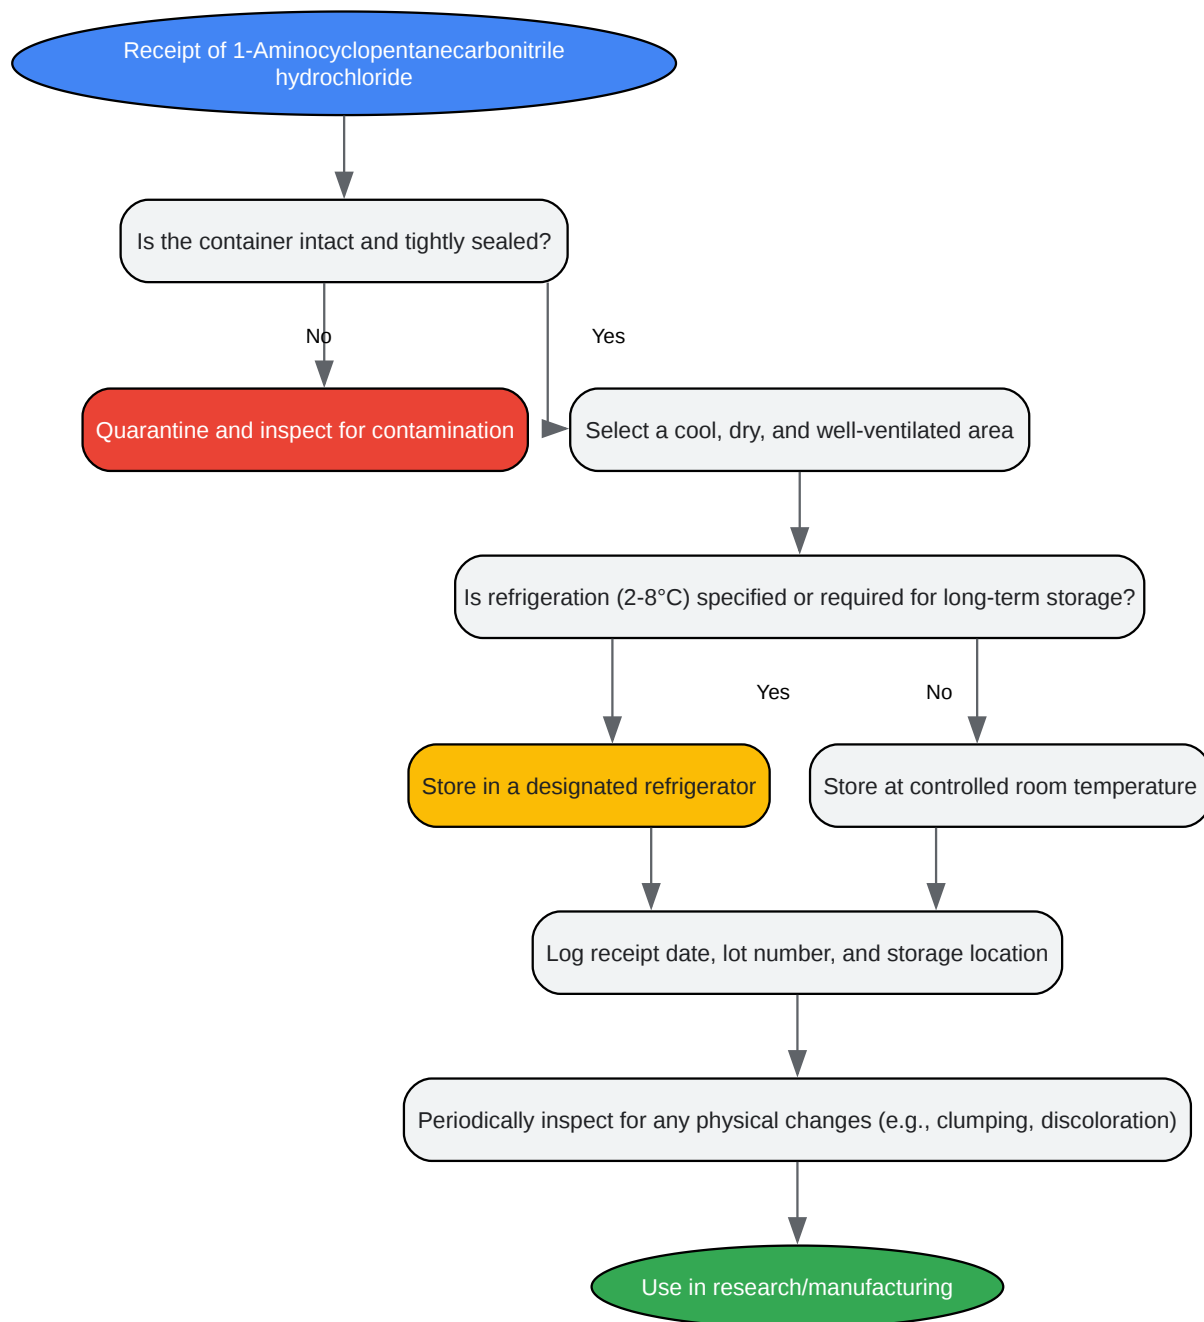 Receipt of 1-Aminocyclopentanecarbonitrile
hydrochloride
Is the container intact and tightly sealed?
No
Yes
Quarantine and inspect for contamination
Select a cool, dry, and well-ventilated area
Is refrigeration (2-8°C) specified or required for long-term storage?
Yes
No
Store in a designated refrigerator
Store at controlled room temperature
Log receipt date, lot number, and storage location
Periodically inspect for any physical changes (e.g., clumping, discoloration)
Use in research/manufacturing